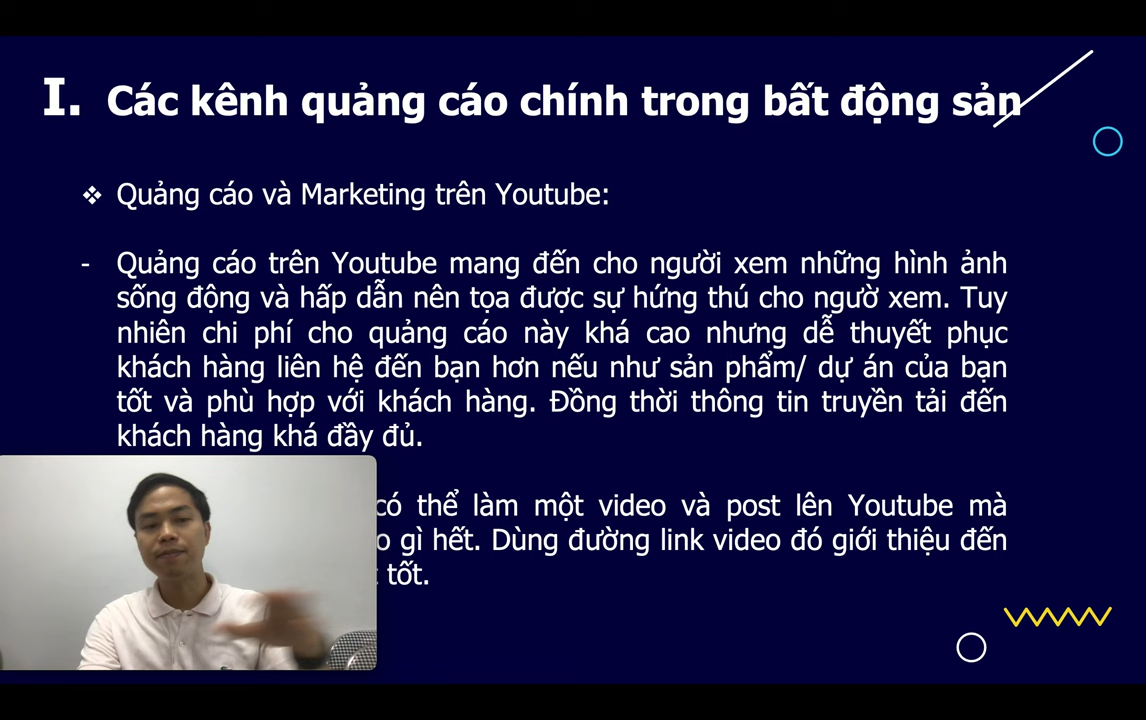 I. Các kênh quảng cáo chính trong bất động sản
❖ Quảng cáo và Marketing trên Youtube:
- Quảng cáo trên Youtube mang đến cho người xem những hình ảnh
sống động và hấp dẫn nên tọa được sự hứng thú cho ngườ xem. Tuy
nhiên chi phí cho quảng cáo này khá cao nhưng dễ thuyết phục
khách hàng liên hệ đến bạn hơn nếu như sản phẩm/ dự án của bạn
tốt và phù hợp với khách hàng. Đồng thời thông tin truyền tải đến
khách hàng khá đầy đủ.
có thể làm một video và post lên Youtube mà
gì hết. Dùng đường link video đó giới thiệu đến
tốt.